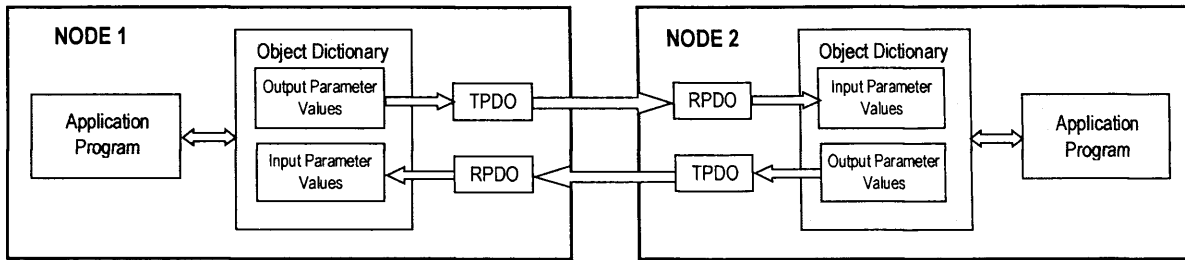 NODE 1
Object Dictionary
Output Parameter
Values
TPDO
Application
Program
Input Parameter
Values
RPDO
NODE 2
Object Dictionary
RPDO
Input Parameter
Values
Application
Program
TPDO
Output Parameter
Values